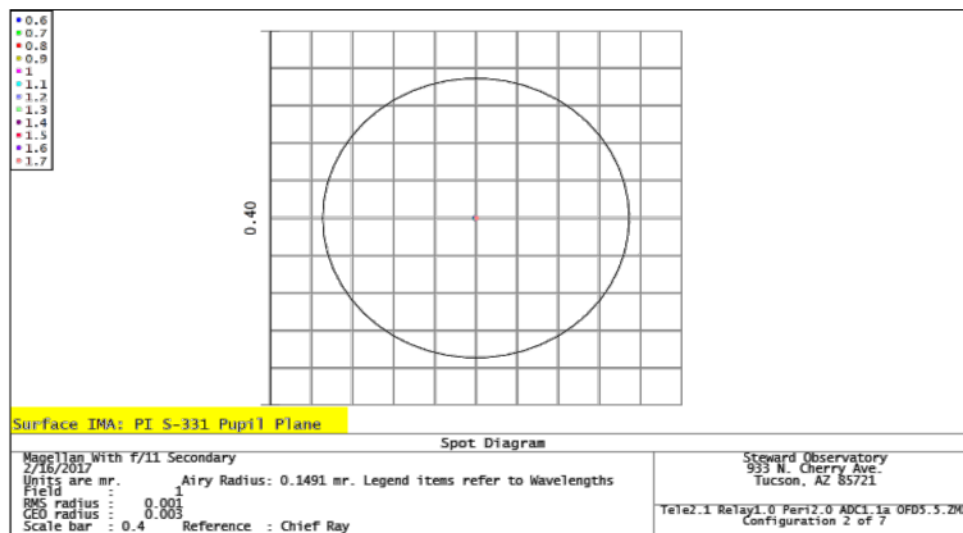 0.6
0.7
0.8
0.9
1
1.1
1.2
1.3
1.4
1.5
1.6
1.7
0.40
Surface IMA: PI S-331 Pupil Plane
Spot Diagram
Magellan With f/11 Secondary
2/16/2017
Units are mr. Airy Radius: 0.1491 mr. Legend items refer to Wavelengths
Field : 1
RMS radius : 0.001
GEO radius : 0.003
Scale bar : 0.4 Reference : Chief Ray
Steward Observatory
933 N. Cherry Ave.
Tucson, AZ 85721
Tele2.1 Relay1.0 Peri2.0 ADC1.1a OFD5.5.ZM
Configuration 2 of 7